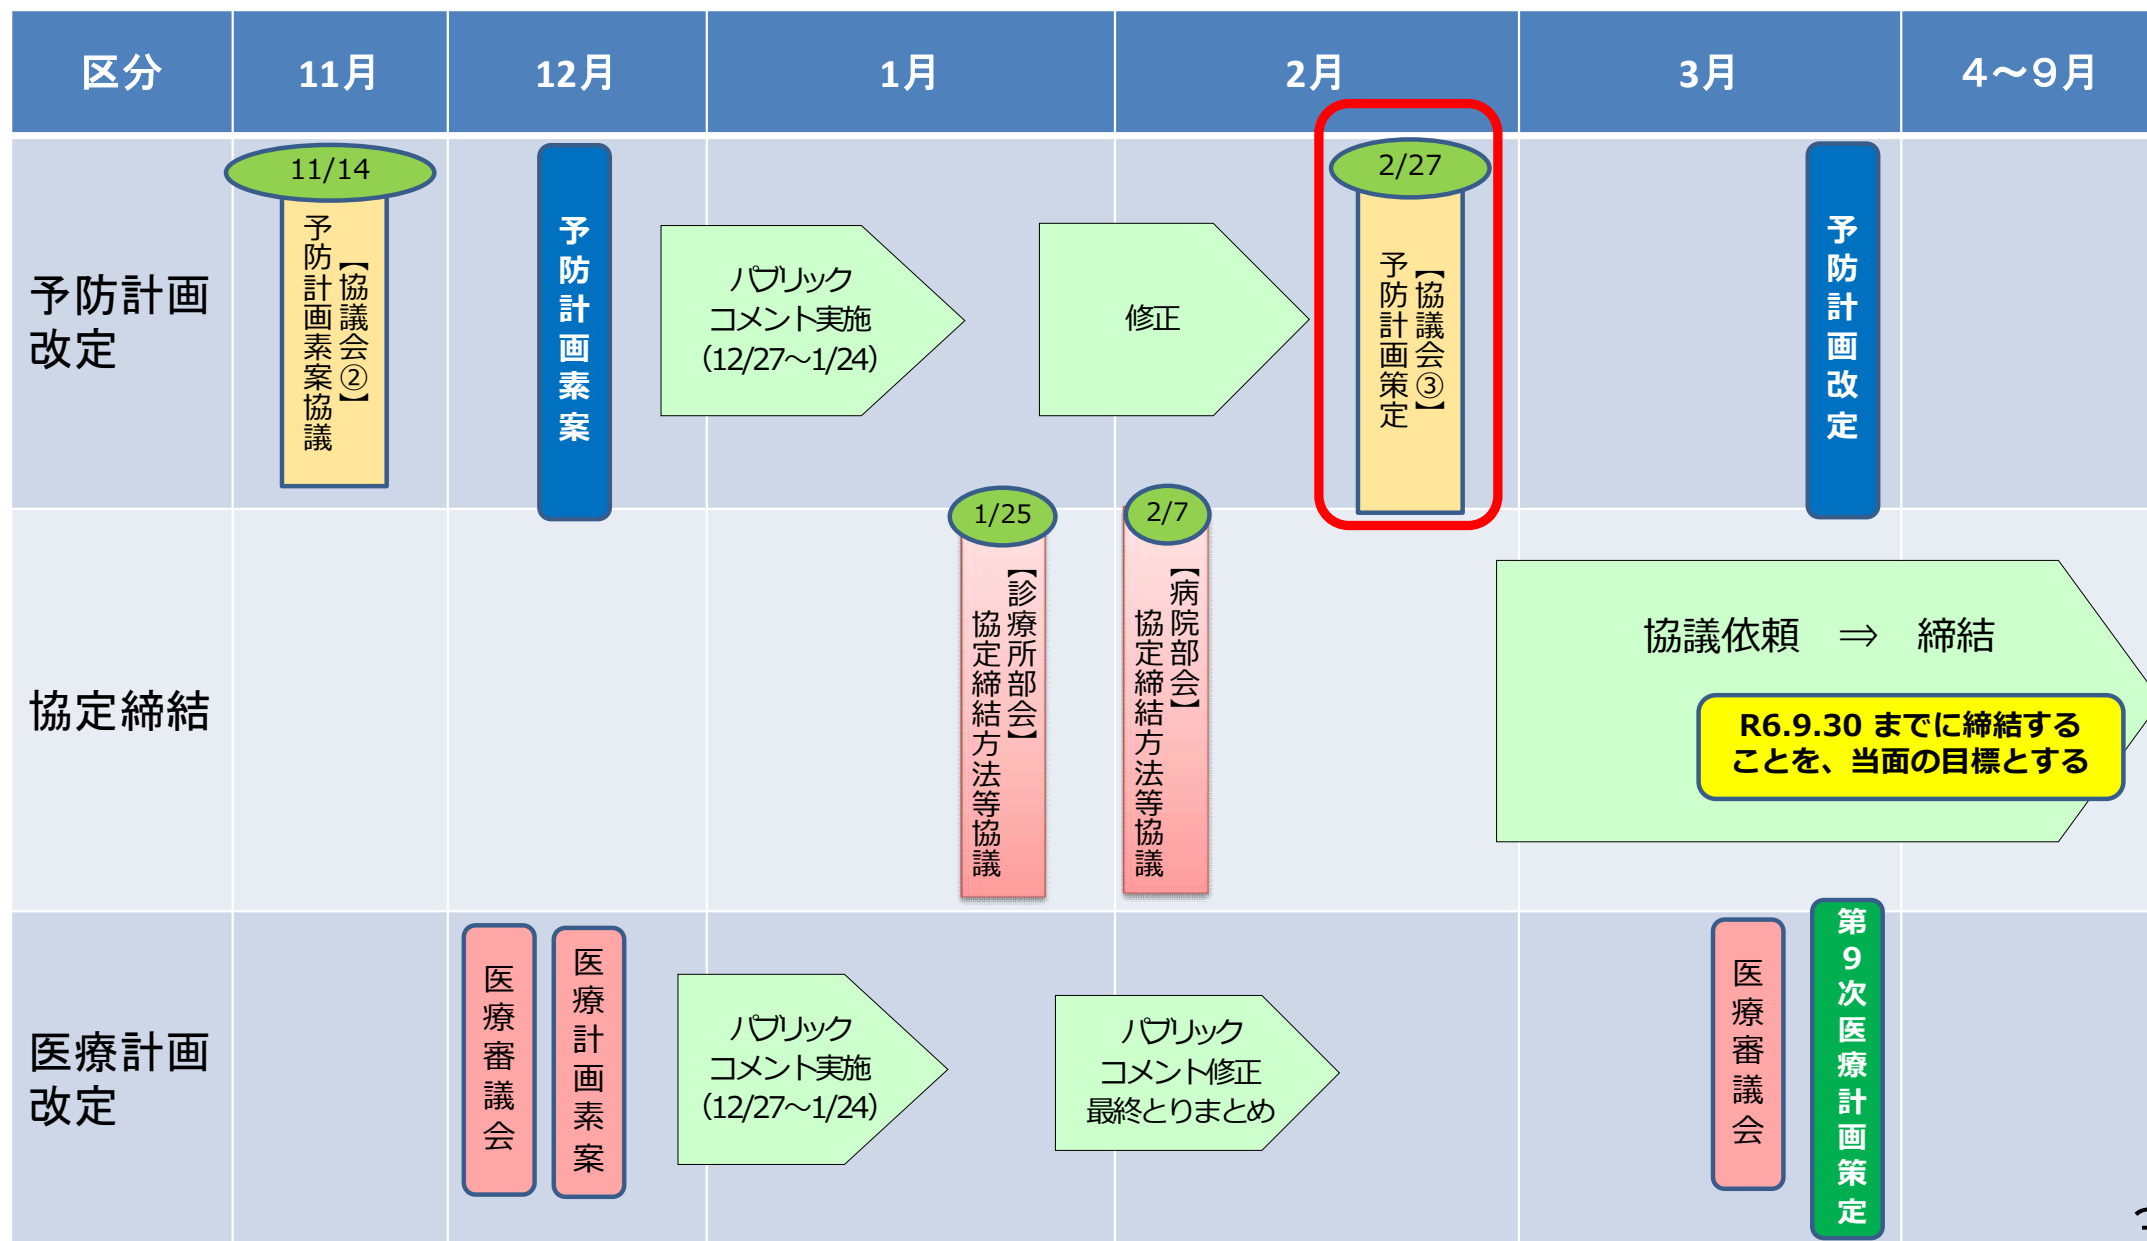 区分
11月
12月
1月
2月
3月
４～９月
予防計画
改定
11/14
【協議会②】
予防計画素案協議
予防計画素案
パブリック
コメント実施
（12/27～1/24）
修正
2/27
【協議会③】
予防計画策定
予防計画改定
協定締結
1/25
【診療所部会】
協定締結方法等協議
2/7
【病院部会】
協定締結方法等協議
協議依頼　⇒　締結
R6.9.30 までに締結する
ことを、当面の目標とする
医療計画
改定
医療審議会
医療計画素案
パブリック
コメント実施
（12/27～1/24）
パブリック
コメント修正
最終とりまとめ
医療審議会
第９次医療計画策定